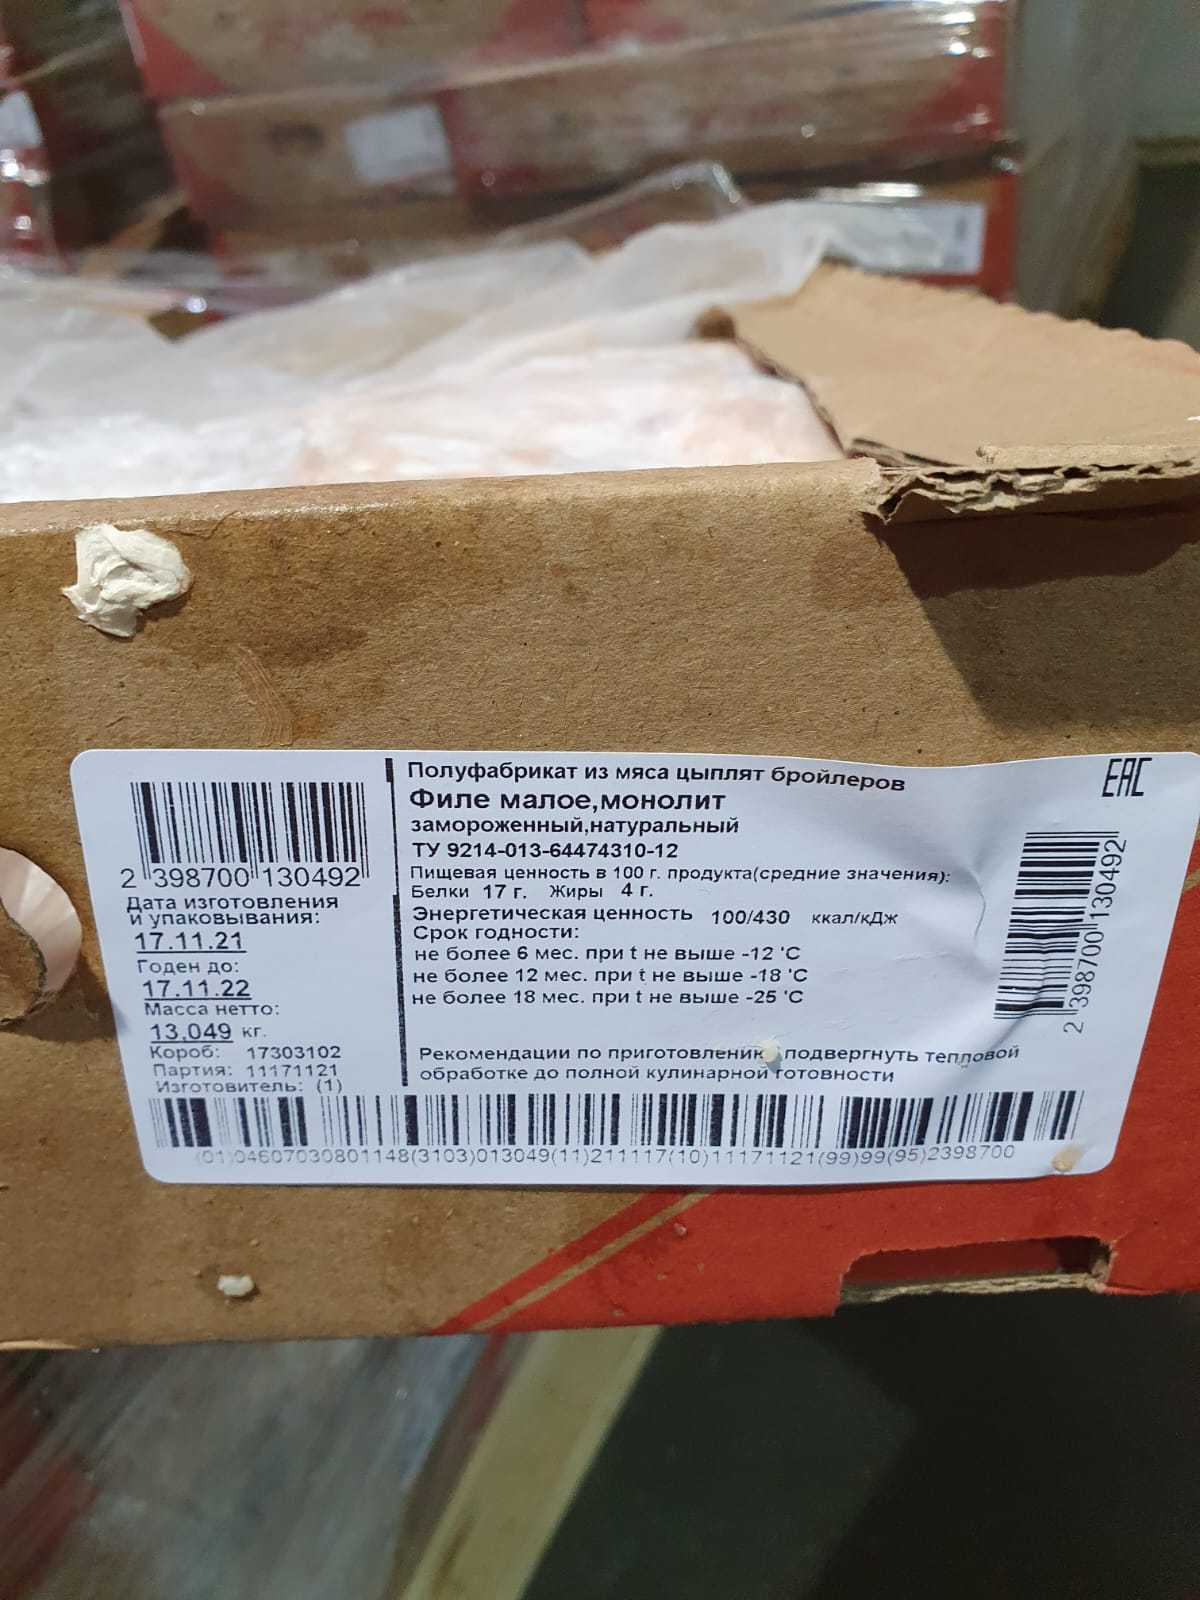 Полуфабрикат из мяса цыплят бройлеров
Филе малое,монолит
замороженный,натуральный
ТУ 9214-013-64474310-12
Пищевая ценность в 100 г. продукта(средние значения):
Белки 17 г. Жиры 4 г.
Энергетическая ценность 100/430 ккал/кДж
Срок годности:
не более 6 мес. при t не выше -12 'С
не более 12 мес. при t не выше -18 'С
не более 18 мес. при t не выше -25 'С
Рекомендации по приготовлению подвергнуть тепловой
обработке до полной кулинарной готовности
EAC
2 398700 130492
Дата изготовления
и упаковывания:
17.11.21
Годен до:
17.11.22
Масса нетто:
13,049 кг.
Короб: 17303102
Партия: 11171121
Изготовитель: (1)
2 398700 130492
(01)04607030801148(3103)013049(11)211117(10)11171121(99)99(95)2398700